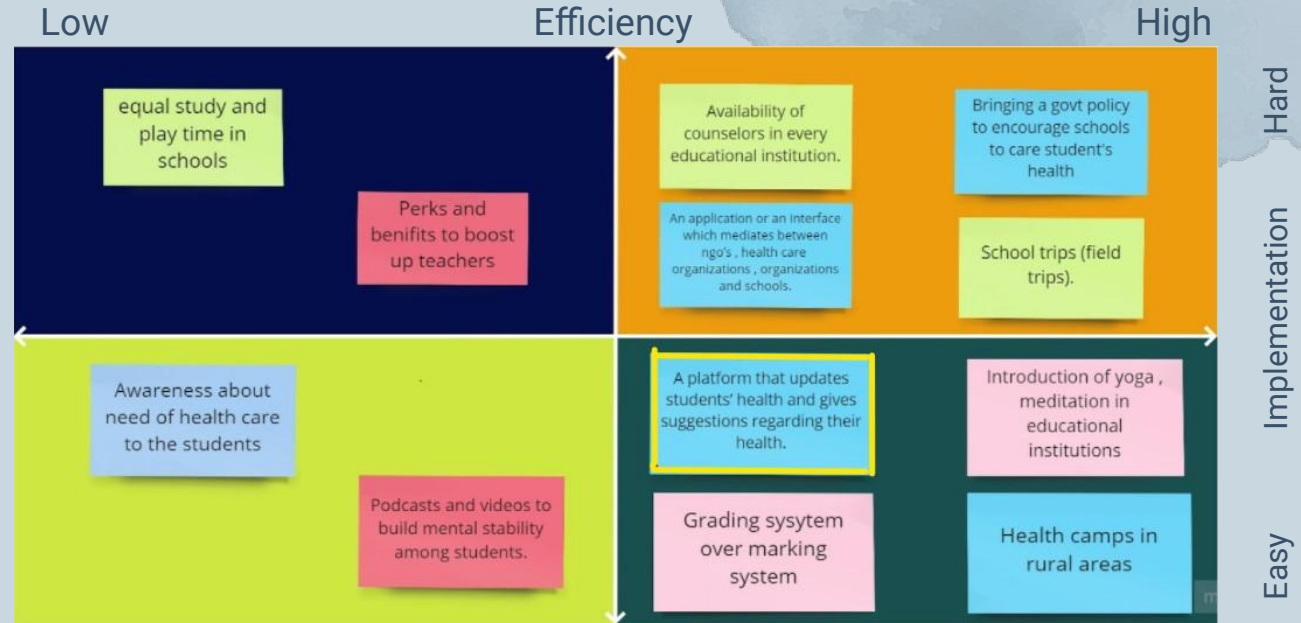 Low
Efficiency
High
equal study and
play time in
schools
Perks and
benifits to boost
up teachers
Availability of
counselors in every
educational institution.
Bringing a govt policy
to encourage schools
to care student's
health
An application or an interface
which mediates between
ngo's , health care
organizations , organizations
and schools.
School trips (field
trips).
Hard
Implementation
Easy
Awareness about
need of health care
to the students
Podcasts and videos to
build mental stability
among students.
A platform that updates
students' health and gives
suggestions regarding their
health.
Introduction of yoga ,
meditation in
educational
institutions
Grading sysytem
over marking
system
Health camps in
rural areas